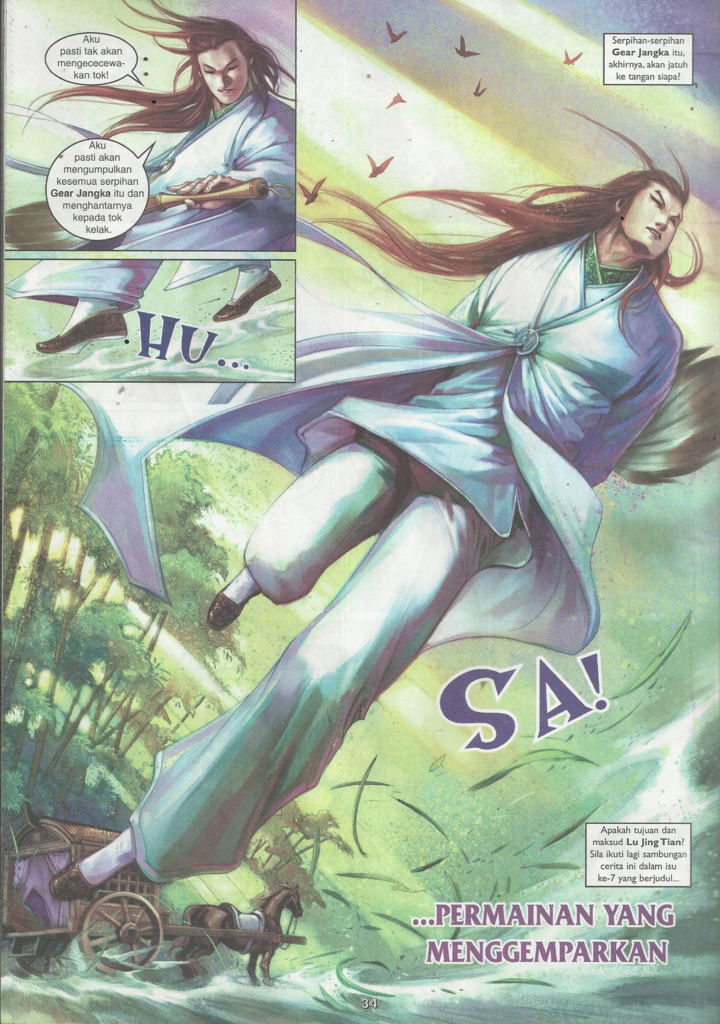 Aku
pasti tak akan
mengececewa-
kan tok!
Aku
pasti akan
mengumpulkan
kesemua serpihan
Gear Jangka itu dan
menghantarnya
kepada tok
kelak.
HU...
Serpihan-serpihan
Gear Jangka itu,
akhirnya, akan jatuh
ke tangan siapa?
SA!
Apakah tujuan dan
maksud Lu Jing Tian?
Sila ikuti lagi sambungan
cerita ini dalam isu
ke-7 yang berjudul...
...PERMAINAN YANG
MENGGEMPARKAN
34